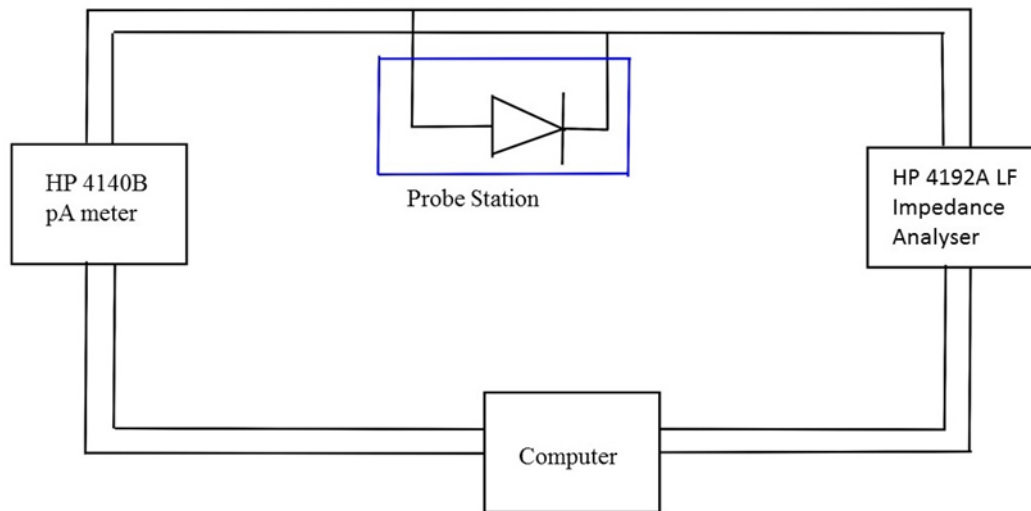 HP 4140B
pA meter
Probe Station
HP 4192A LF
Impedance
Analyser
Computer